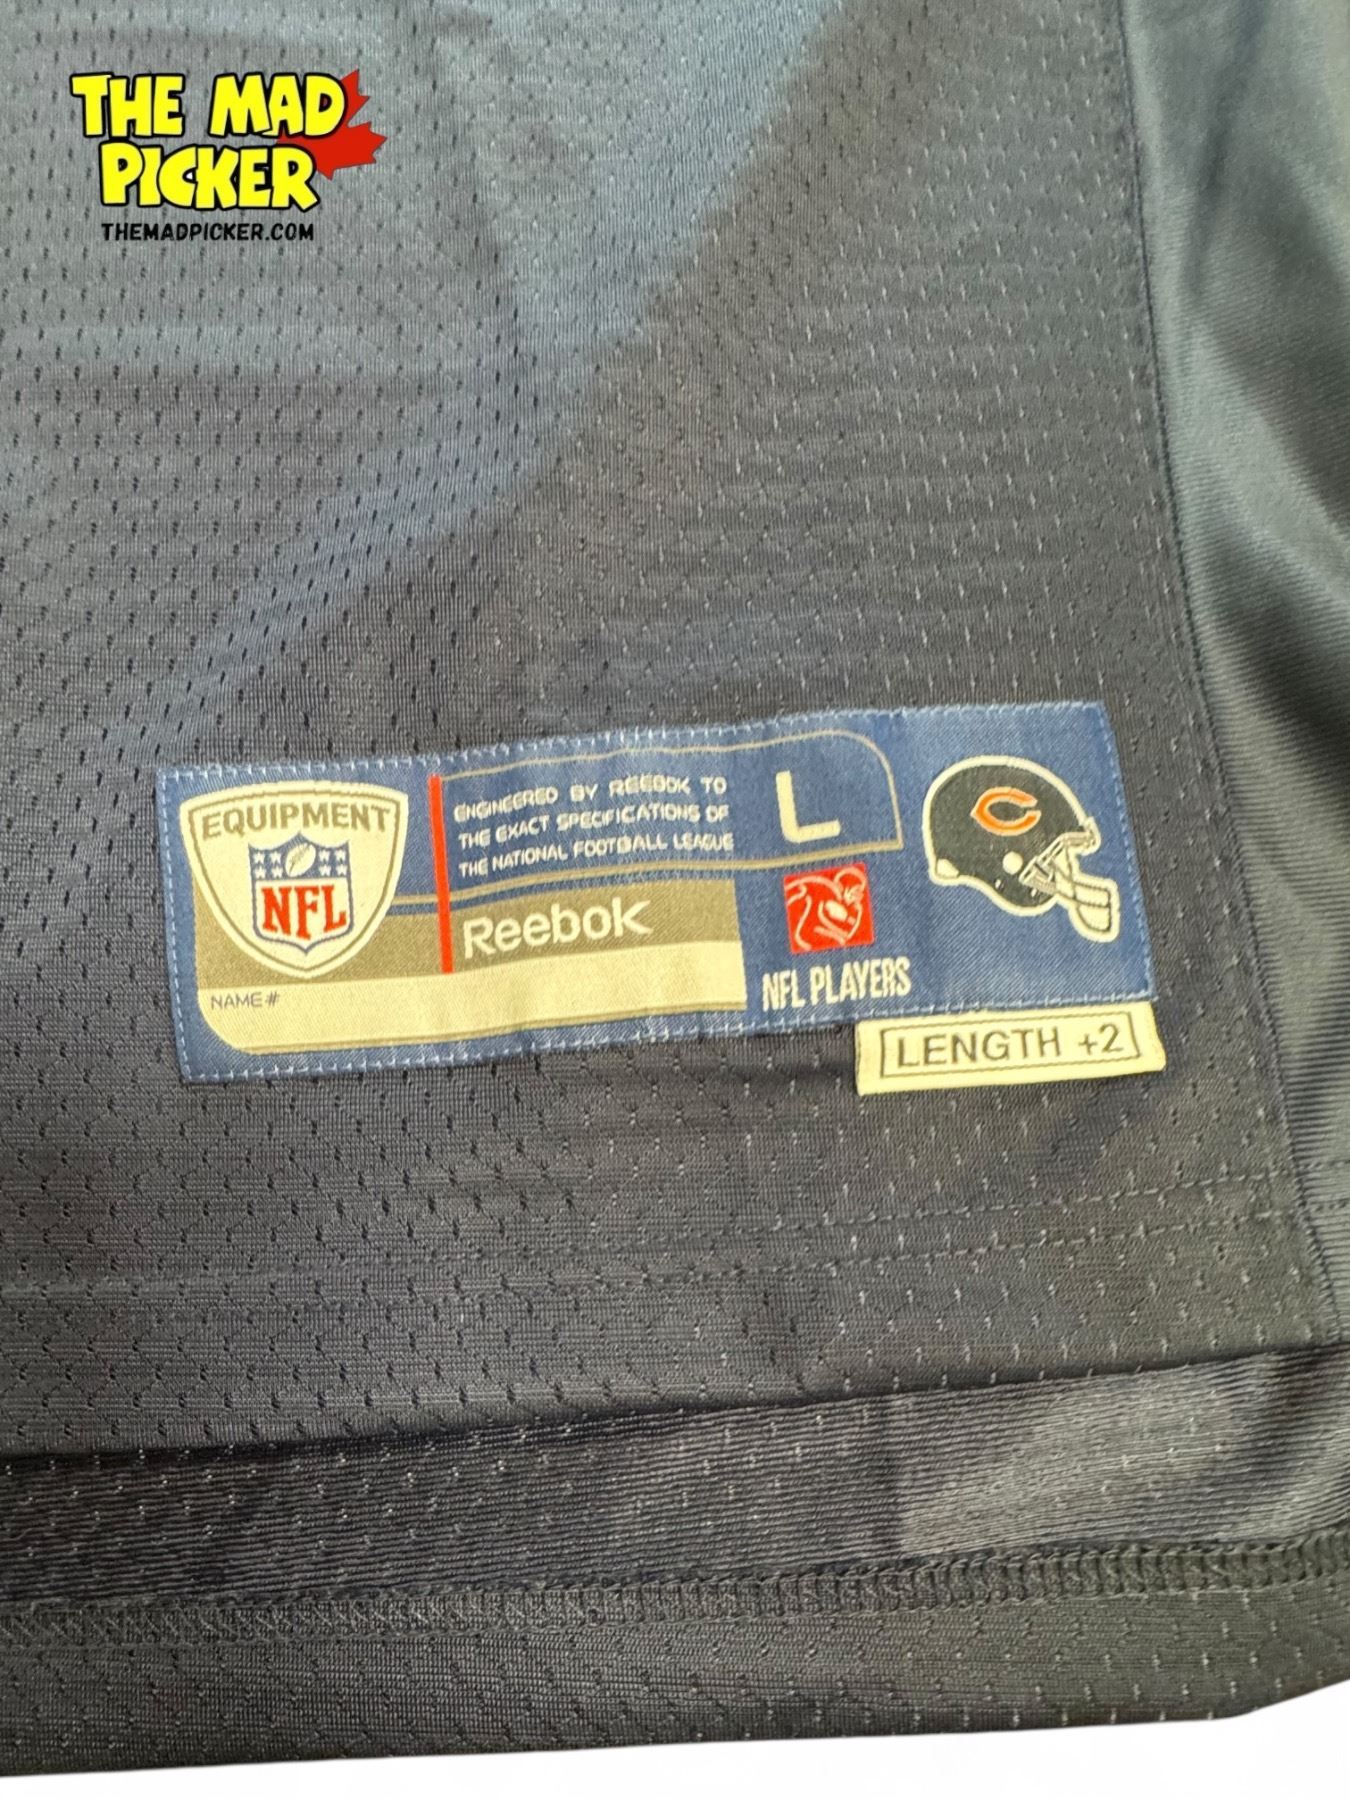 THE MAD
PICKER
THEMADPICKER.COM
EQUIPMENT
NFL
ENGINEERED BY REEBOK TO
THE EXACT SPECIFICATIONS OF
THE NATIONAL FOOTBALL LEAGUE
L
Reebok
NAME#
NFL PLAYERS
C
LENGTH +2